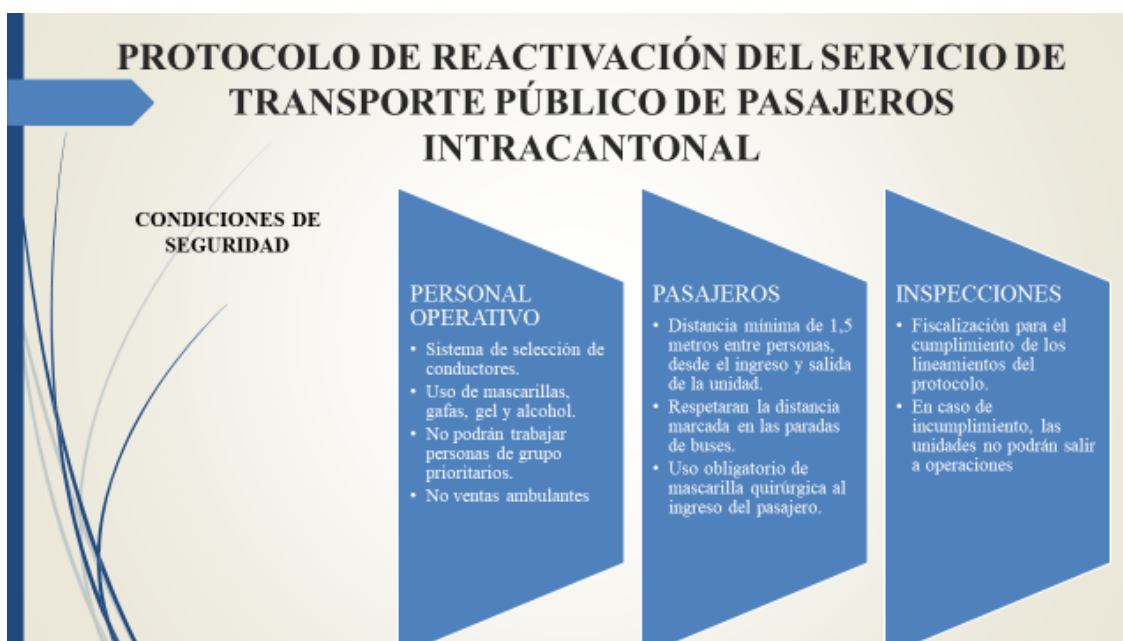 PROTOCOLO DE REACTIVACIÓN DEL SERVICIO DE
TRANSPORTE PÚBLICO DE PASAJEROS
INTRACANTONAL
CONDICIONES DE
SEGURIDAD
PERSONAL
OPERATIVO
• Sistema de selección de
conductores.
• Uso de mascarillas,
gafas, gel y alcohol.
• No podrán trabajar
personas de grupo
prioritarios.
• No ventas ambulantes
PASAJEROS
• Distancia mínima de 1,5
metros entre personas,
desde el ingreso y salida
de la unidad.
• Respetaran la distancia
marcada en las paradas
de buses.
• Uso obligatorio de
mascarilla quirúrgica al
ingreso del pasajero.
INSPECCIONES
• Fiscalización para el
cumplimiento de los
lineamientos del
protocolo.
• En caso de
incumplimiento, las
unidades no podrán salir
a operaciones